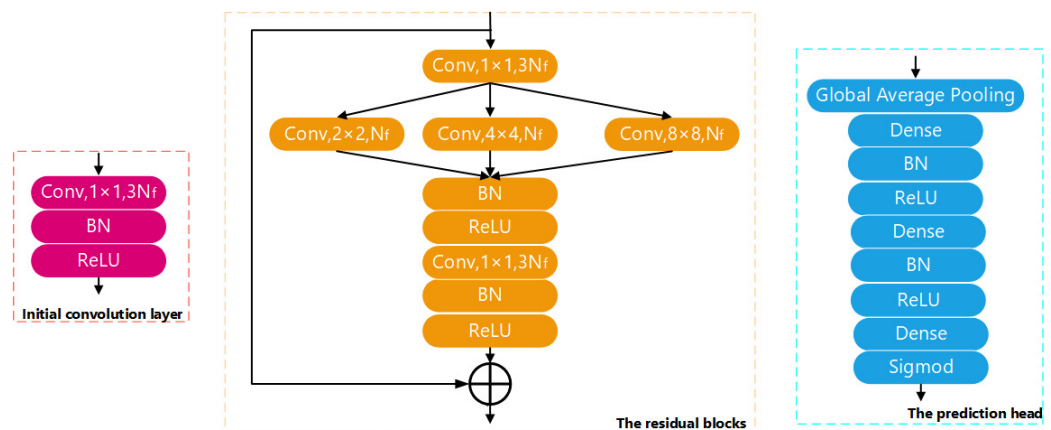 Conv,1×1,3Nf
BN
ReLU
Initial convolution layer
Conv,1×1,3Nf
Conv,2×2,Nf
Conv,4×4,Nf
Conv,8×8,Nf
BN
ReLU
Conv,1×1,3Nf
BN
ReLU
The residual blocks
Global Average Pooling
Dense
BN
ReLU
Dense
BN
ReLU
Dense
Sigmod
The prediction head